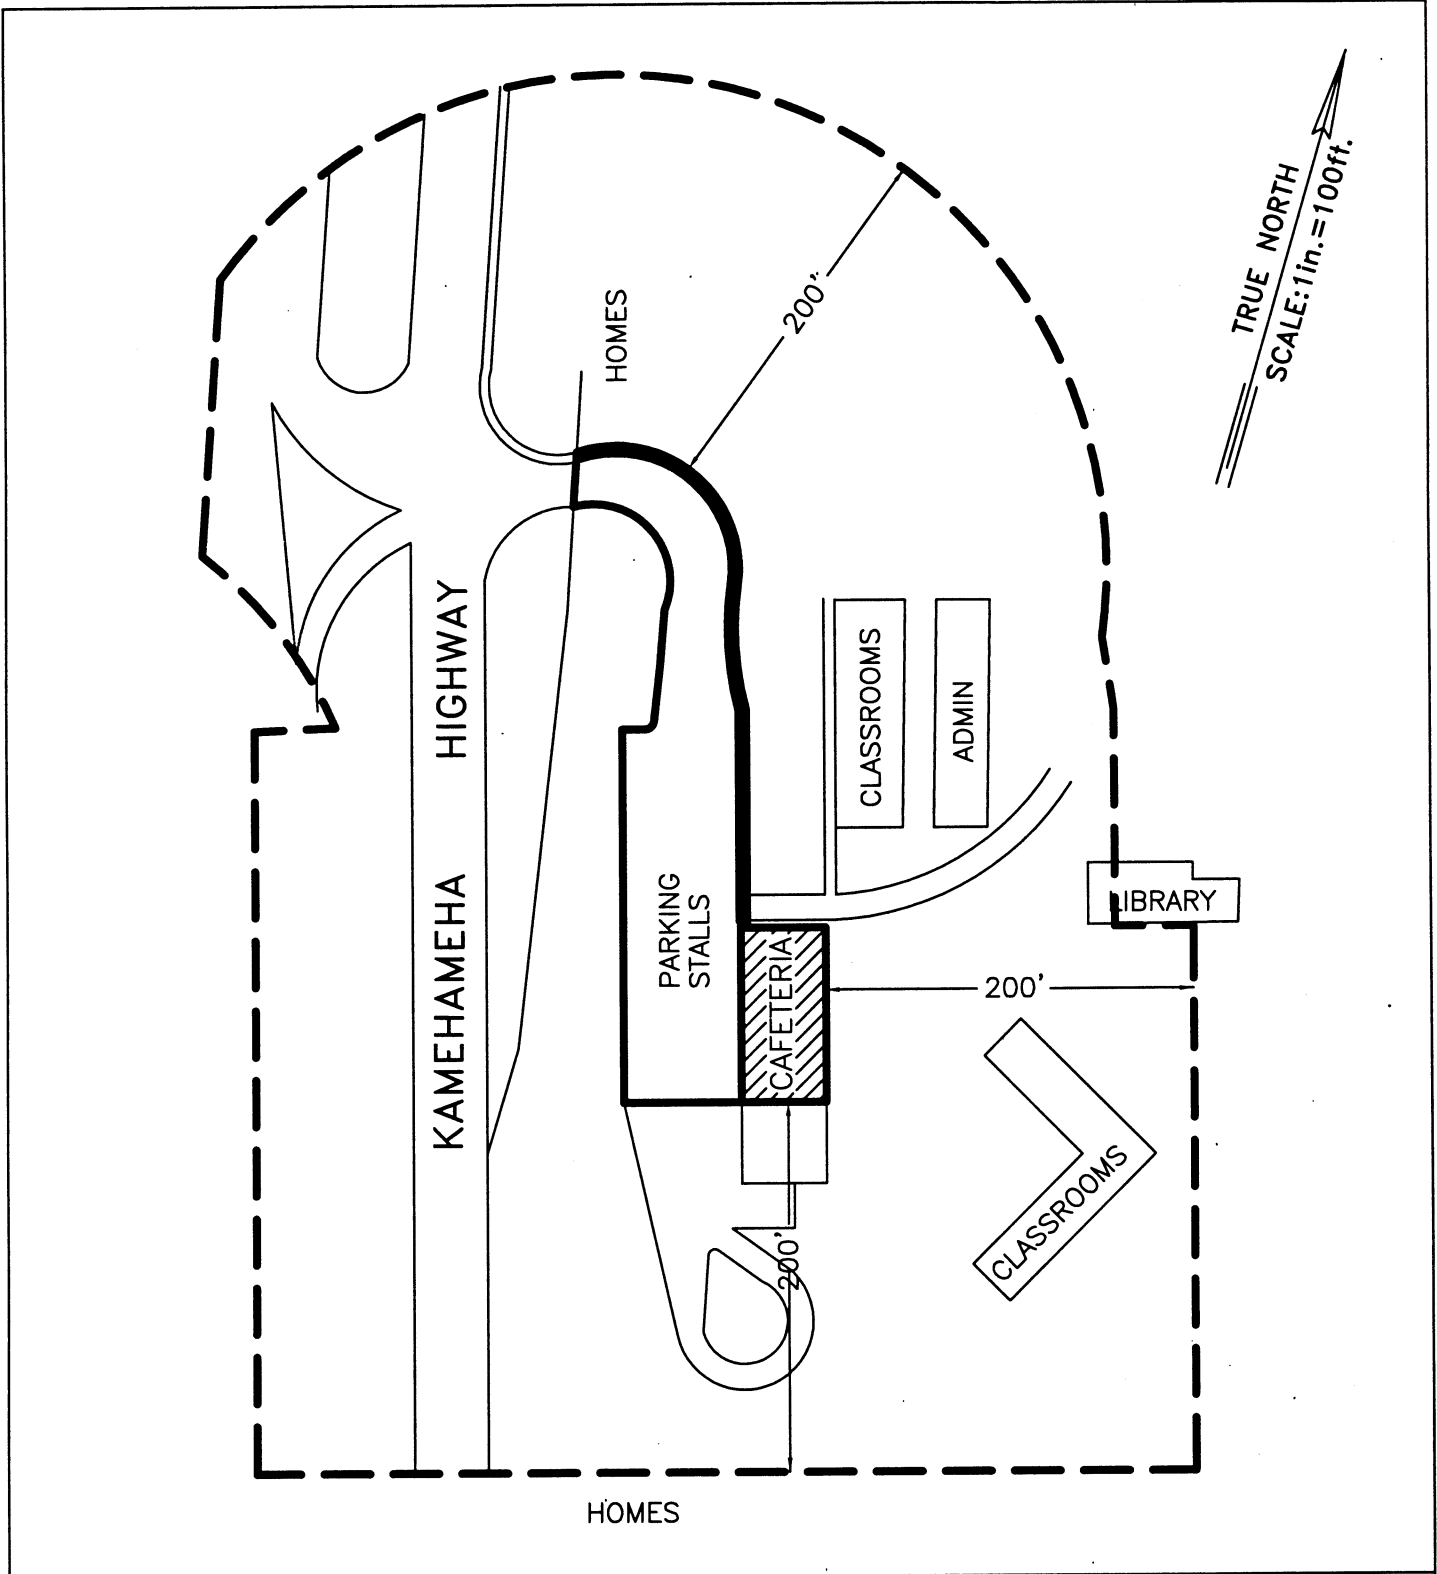 TRUE NORTH
SCALE:1in.=100ft.
200'
HOMES
KAMEHAMEHA HIGHWAY
CLASSROOMS
ADMIN
PARKING
STALLS
LIBRARY
CAFETERIA
200'
CLASSROOMS
200'
HOMES